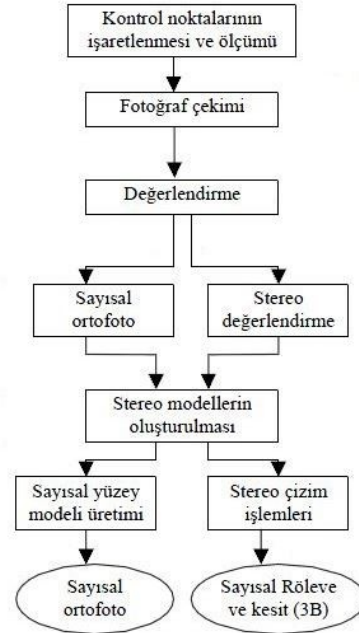 Kontrol noktalarının
işaretlenmesi ve ölçümü
Fotoğraf çekimi
Değerlendirme
Sayısal
ortofoto
Stereo
değerlendirme
Stereo modellerin
oluşturulması
Sayısal yüzey
modeli üretimi
Stereo çizim
işlemleri
Sayısal
ortofoto
Sayısal Röleve
ve kesit (3B)